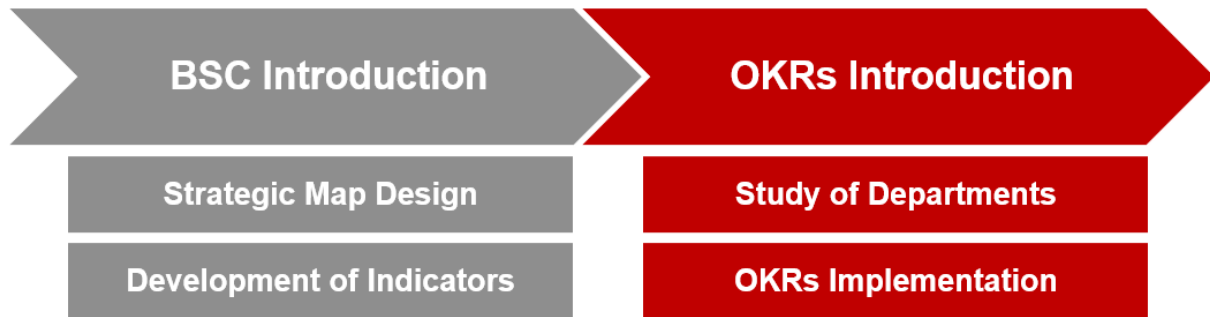 BSC Introduction
OKRs Introduction
Strategic Map Design
Study of Departments
Development of Indicators
OKRs Implementation